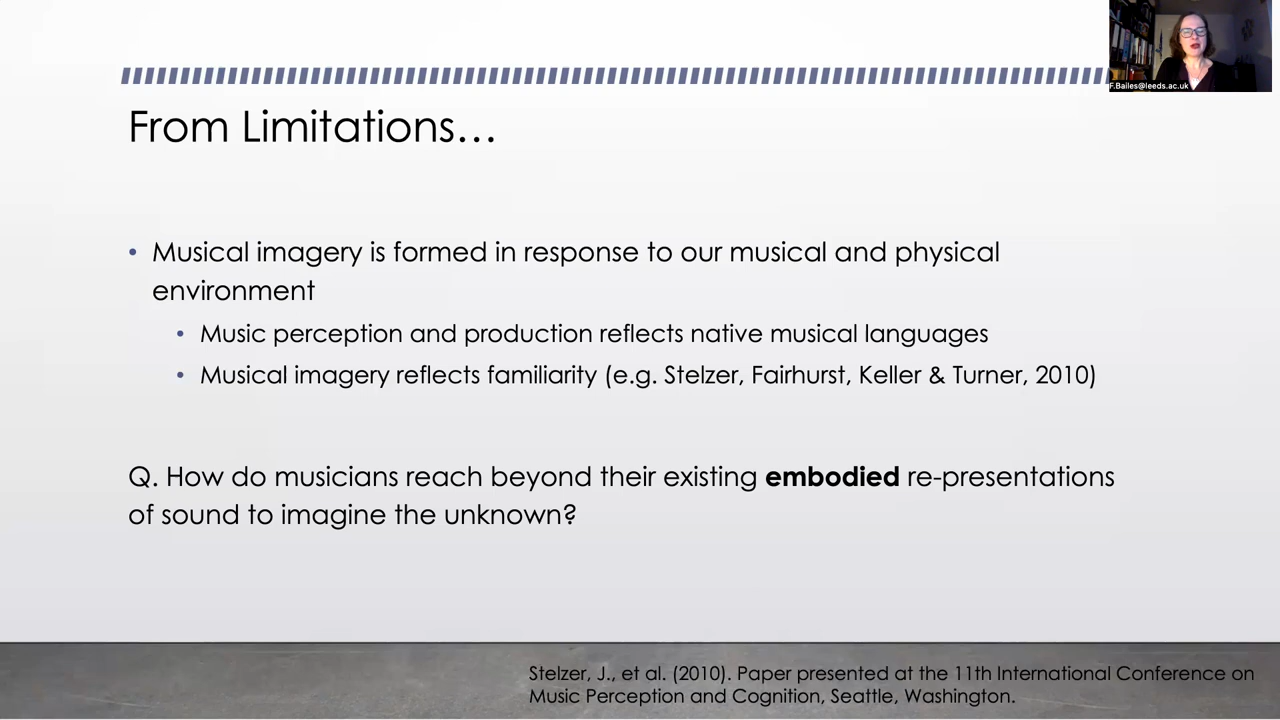 F.Bailes@leeds.ac.uk
From Limitations…
• Musical imagery is formed in response to our musical and physical
environment
• Music perception and production reflects native musical languages
• Musical imagery reflects familiarity (e.g. Stelzer, Fairhurst, Keller & Turner, 2010)
Q. How do musicians reach beyond their existing embodied re-presentations
of sound to imagine the unknown?
Stelzer, J., et al. (2010). Paper presented at the 11th International Conference on
Music Perception and Cognition, Seattle, Washington.